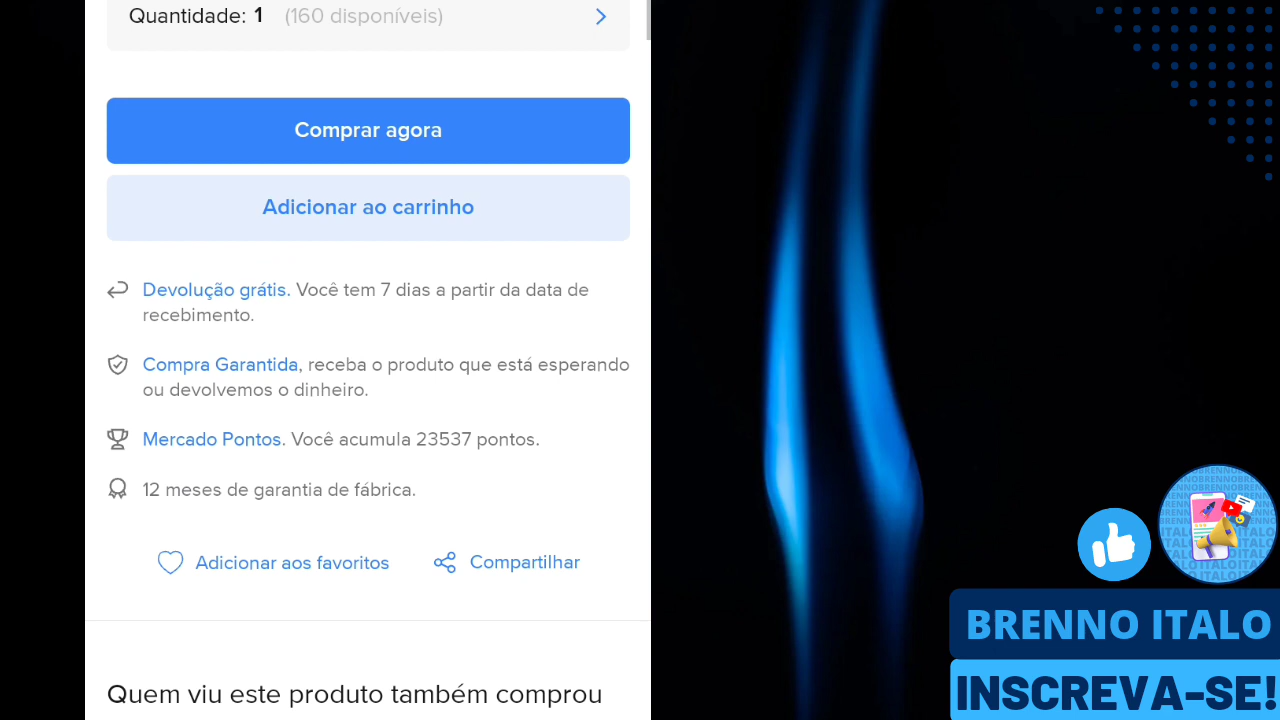 Quantidade: 1 (160 disponíveis)
Comprar agora
Adicionar ao carrinho
Devolução grátis. Você tem 7 dias a partir da data de
recebimento.
Compra Garantida, receba o produto que está esperando
ou devolvemos o dinheiro.
Mercado Pontos. Você acumula 23537 pontos.
12 meses de garantia de fábrica.
Adicionar aos favoritos
Compartilhar
Quem viu este produto também comprou
BRENNO ITALO
INSCREVA-SE!